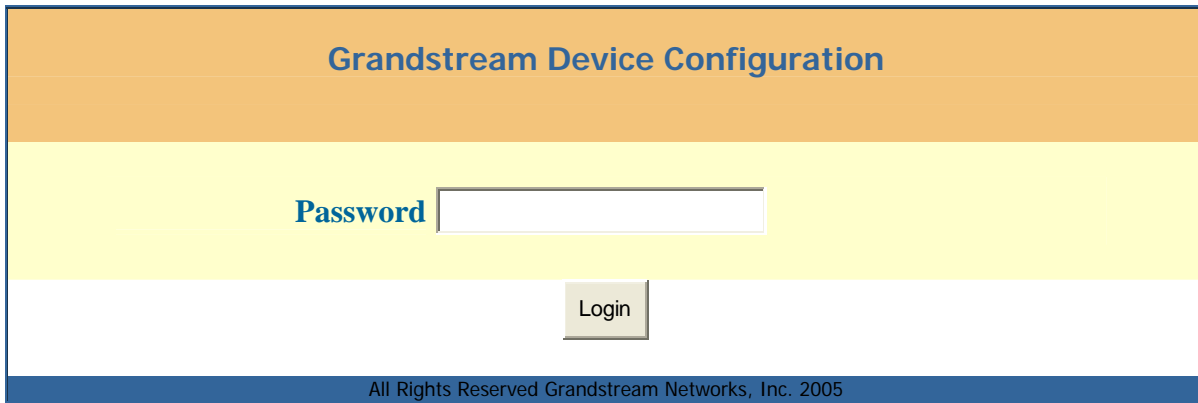 Grandstream Device Configuration
Password
Login
All Rights Reserved Grandstream Networks, Inc. 2005